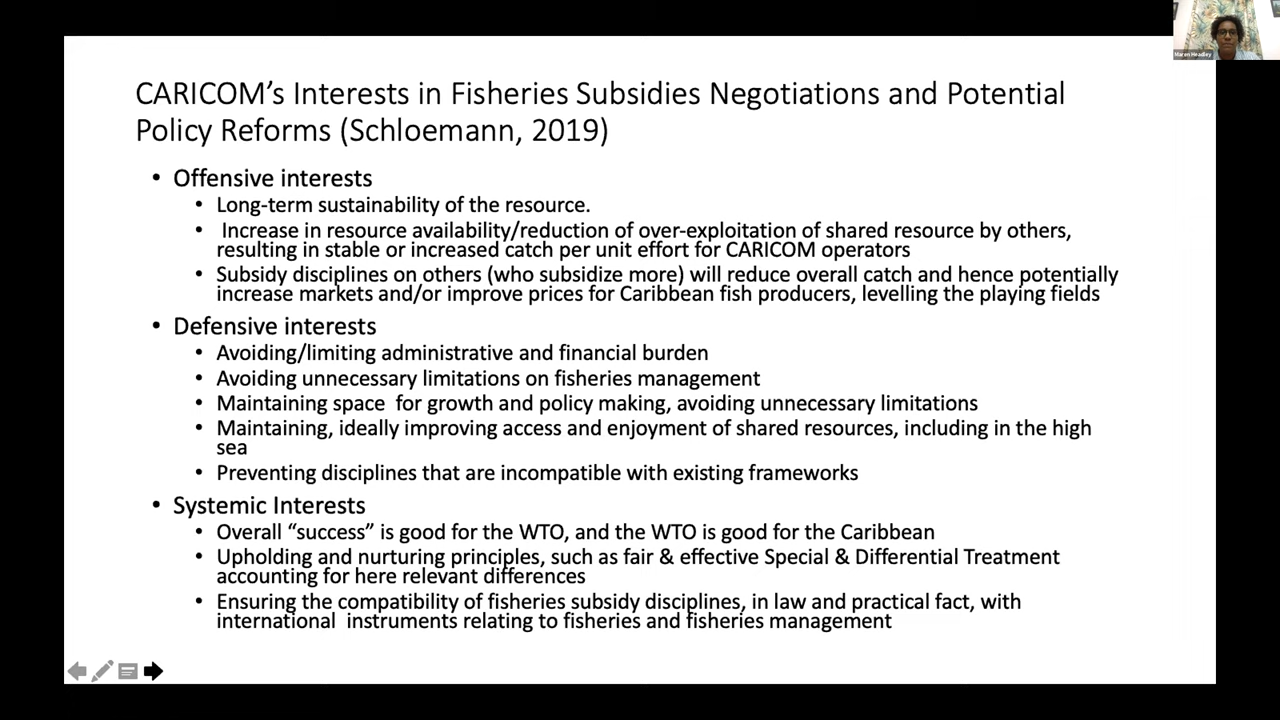 Maren Headley
CARICOM’s Interests in Fisheries Subsidies Negotiations and Potential
Policy Reforms (Schloemann, 2019)
• Offensive interests
• Long-term sustainability of the resource.
• Increase in resource availability/reduction of over-exploitation of shared resource by others,
resulting in stable or increased catch per unit effort for CARICOM operators
• Subsidy disciplines on others (who subsidize more) will reduce overall catch and hence potentially
increase markets and/or improve prices for Caribbean fish producers, levelling the playing fields
• Defensive interests
• Avoiding/limiting administrative and financial burden
• Avoiding unnecessary limitations on fisheries management
• Maintaining space for growth and policy making, avoiding unnecessary limitations
• Maintaining, ideally improving access and enjoyment of shared resources, including in the high
sea
• Preventing disciplines that are incompatible with existing frameworks
• Systemic Interests
• Overall “success” is good for the WTO, and the WTO is good for the Caribbean
• Upholding and nurturing principles, such as fair & effective Special & Differential Treatment
accounting for here relevant differences
• Ensuring the compatibility of fisheries subsidy disciplines, in law and practical fact, with
international instruments relating to fisheries and fisheries management